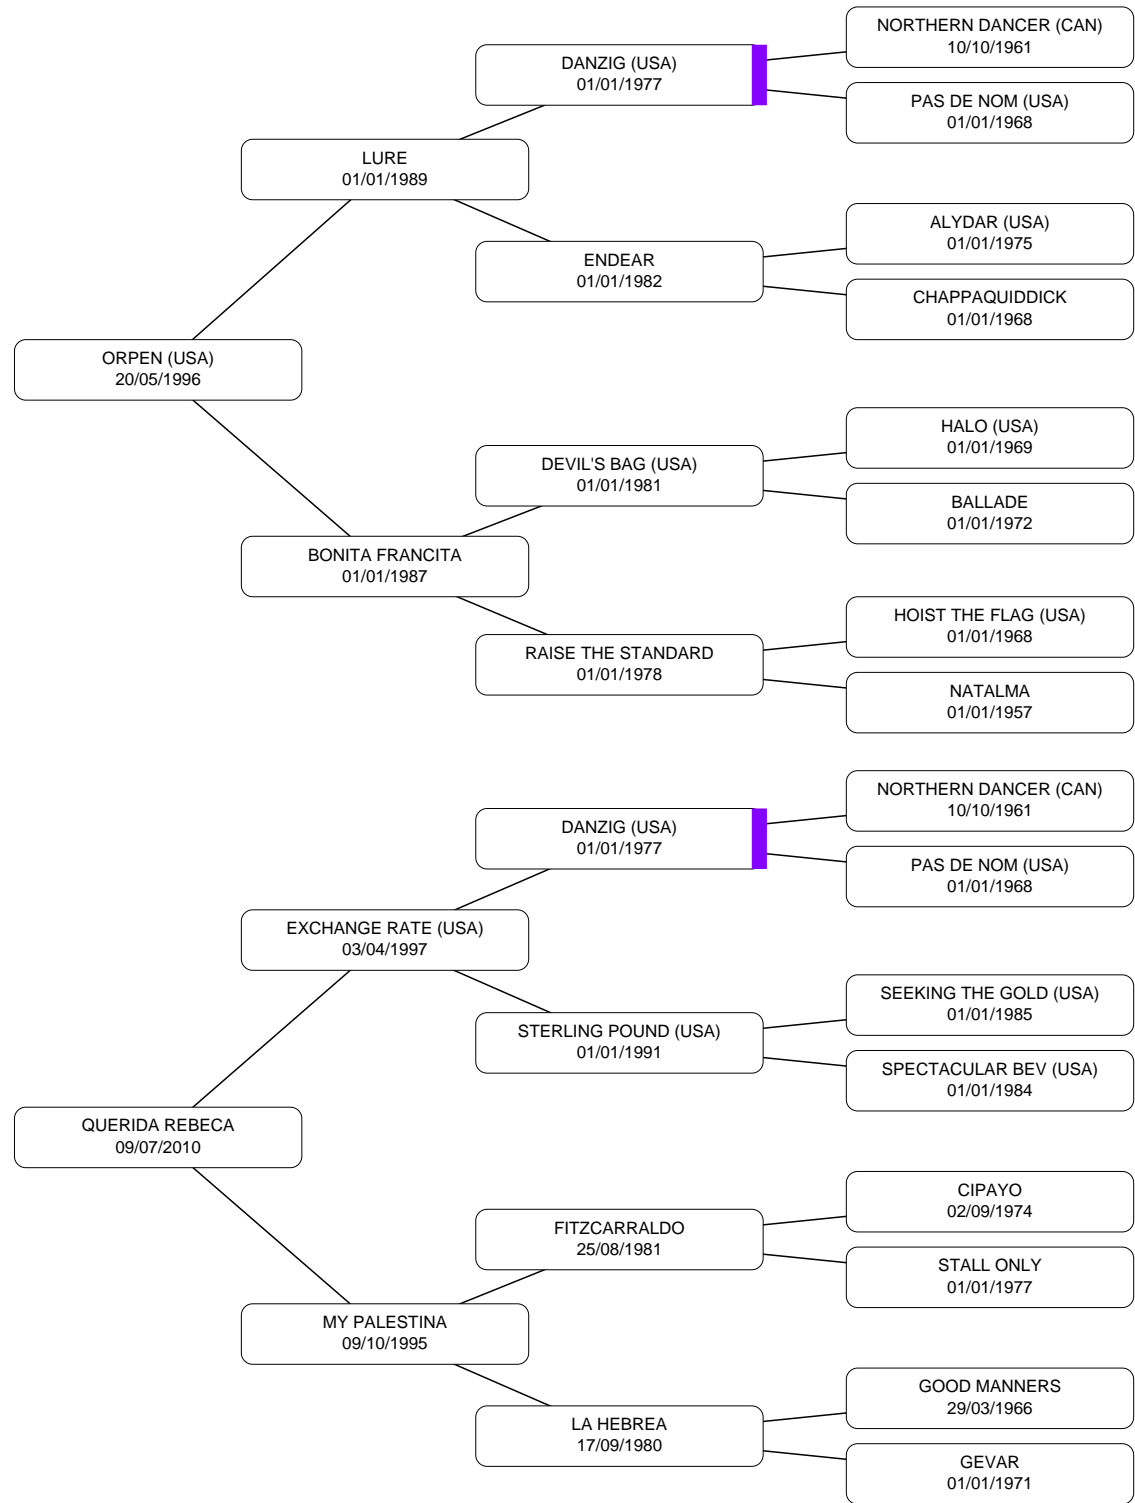 NORTHERN DANCER (CAN)
10/10/1961
DANZIG (USA)
01/01/1977
PAS DE NOM (USA)
01/01/1968
LURE
01/01/1989
ALYDAR (USA)
01/01/1975
ENDEAR
01/01/1982
CHAPPAQUIDDICK
01/01/1968
ORPEN (USA)
20/05/1996
HALO (USA)
01/01/1969
DEVIL'S BAG (USA)
01/01/1981
BALLADE
01/01/1972
BONITA FRANCITA
01/01/1987
HOIST THE FLAG (USA)
01/01/1968
RAISE THE STANDARD
01/01/1978
NATALMA
01/01/1957
NORTHERN DANCER (CAN)
10/10/1961
DANZIG (USA)
01/01/1977
PAS DE NOM (USA)
01/01/1968
EXCHANGE RATE (USA)
03/04/1997
SEEKING THE GOLD (USA)
01/01/1985
STERLING POUND (USA)
01/01/1991
SPECTACULAR BEV (USA)
01/01/1984
QUERIDA REBECA
09/07/2010
CIPAYO
02/09/1974
FITZCARRALDO
25/08/1981
STALL ONLY
01/01/1977
MY PALESTINA
09/10/1995
GOOD MANNERS
29/03/1966
LA HEBREA
17/09/1980
GEVAR
01/01/1971